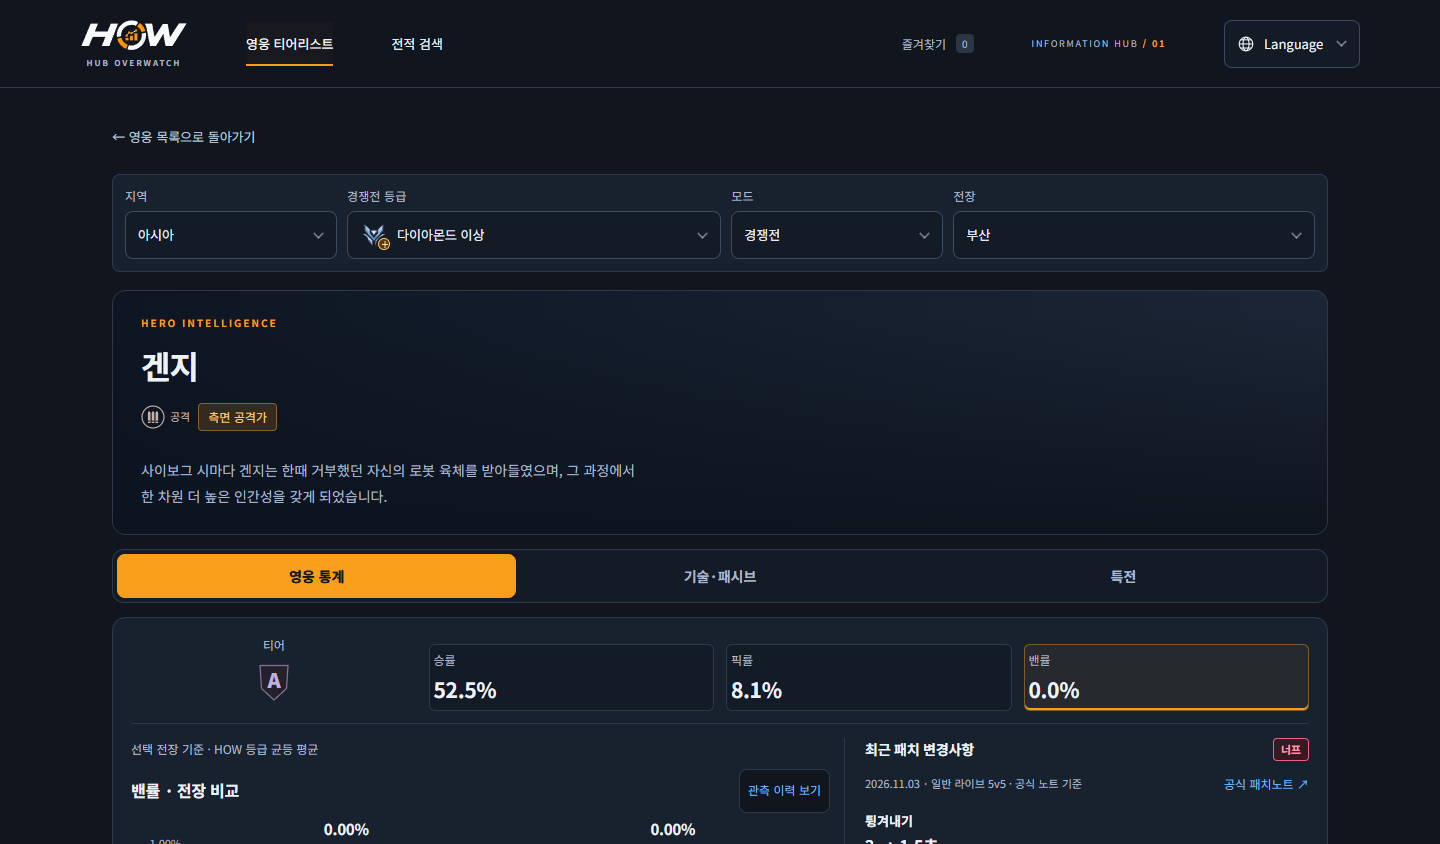 HOW
HUB OVERWATCH
영웅 티어리스트
전적 검색
즐겨찾기 0
INFORMATION HUB / 01
Language
← 영웅 목록으로 돌아가기
지역
경쟁전 등급
모드
전장
아시아
다이아몬드 이상
경쟁전
부산
HERO INTELLIGENCE
겐지
공격
측면 공격가
사이보그 시마다 겐지는 한때 거부했던 자신의 로봇 육체를 받아들였으며, 그 과정에서
한 차원 더 높은 인간성을 갖게 되었습니다.
영웅 통계
기술·패시브
특전
티어
A
승률
52.5%
픽률
8.1%
밴률
0.0%
선택 전장 기준 · HOW 등급 균등 평균
밴률 · 전장 비교
관측 이력 보기
0.00%
0.00%
1.00%
최근 패치 변경사항
너프
2026.11.03 · 일반 라이브 5v5 · 공식 노트 기준
공식 패치노트 ↗
튕겨내기
2 → 1.5초